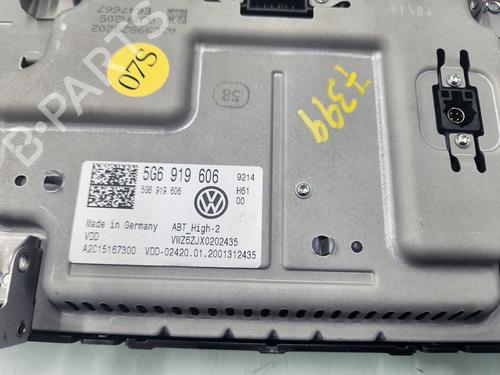 07S
58
7399
5G6 919 606 9214
5G6 919 606 H61
00
Made in Germany ABT_High-2
VDD VWZ6ZJX0202435
A2C15167300 VDD-02420.01.2001312435
B-PARTS